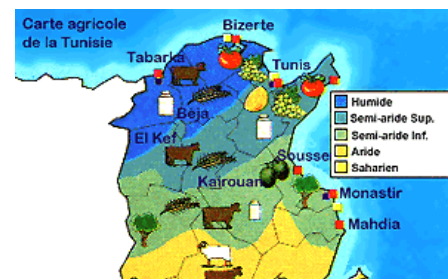 Carte agricole
de la Tunisie
Bizerte
Tabarka
Tunis
Beja
El Kef
Sousse
Kairouan
Monastir
Mahdia
Humide
Semi-aride Sup.
Semi-aride Inf.
Aride
Saharien